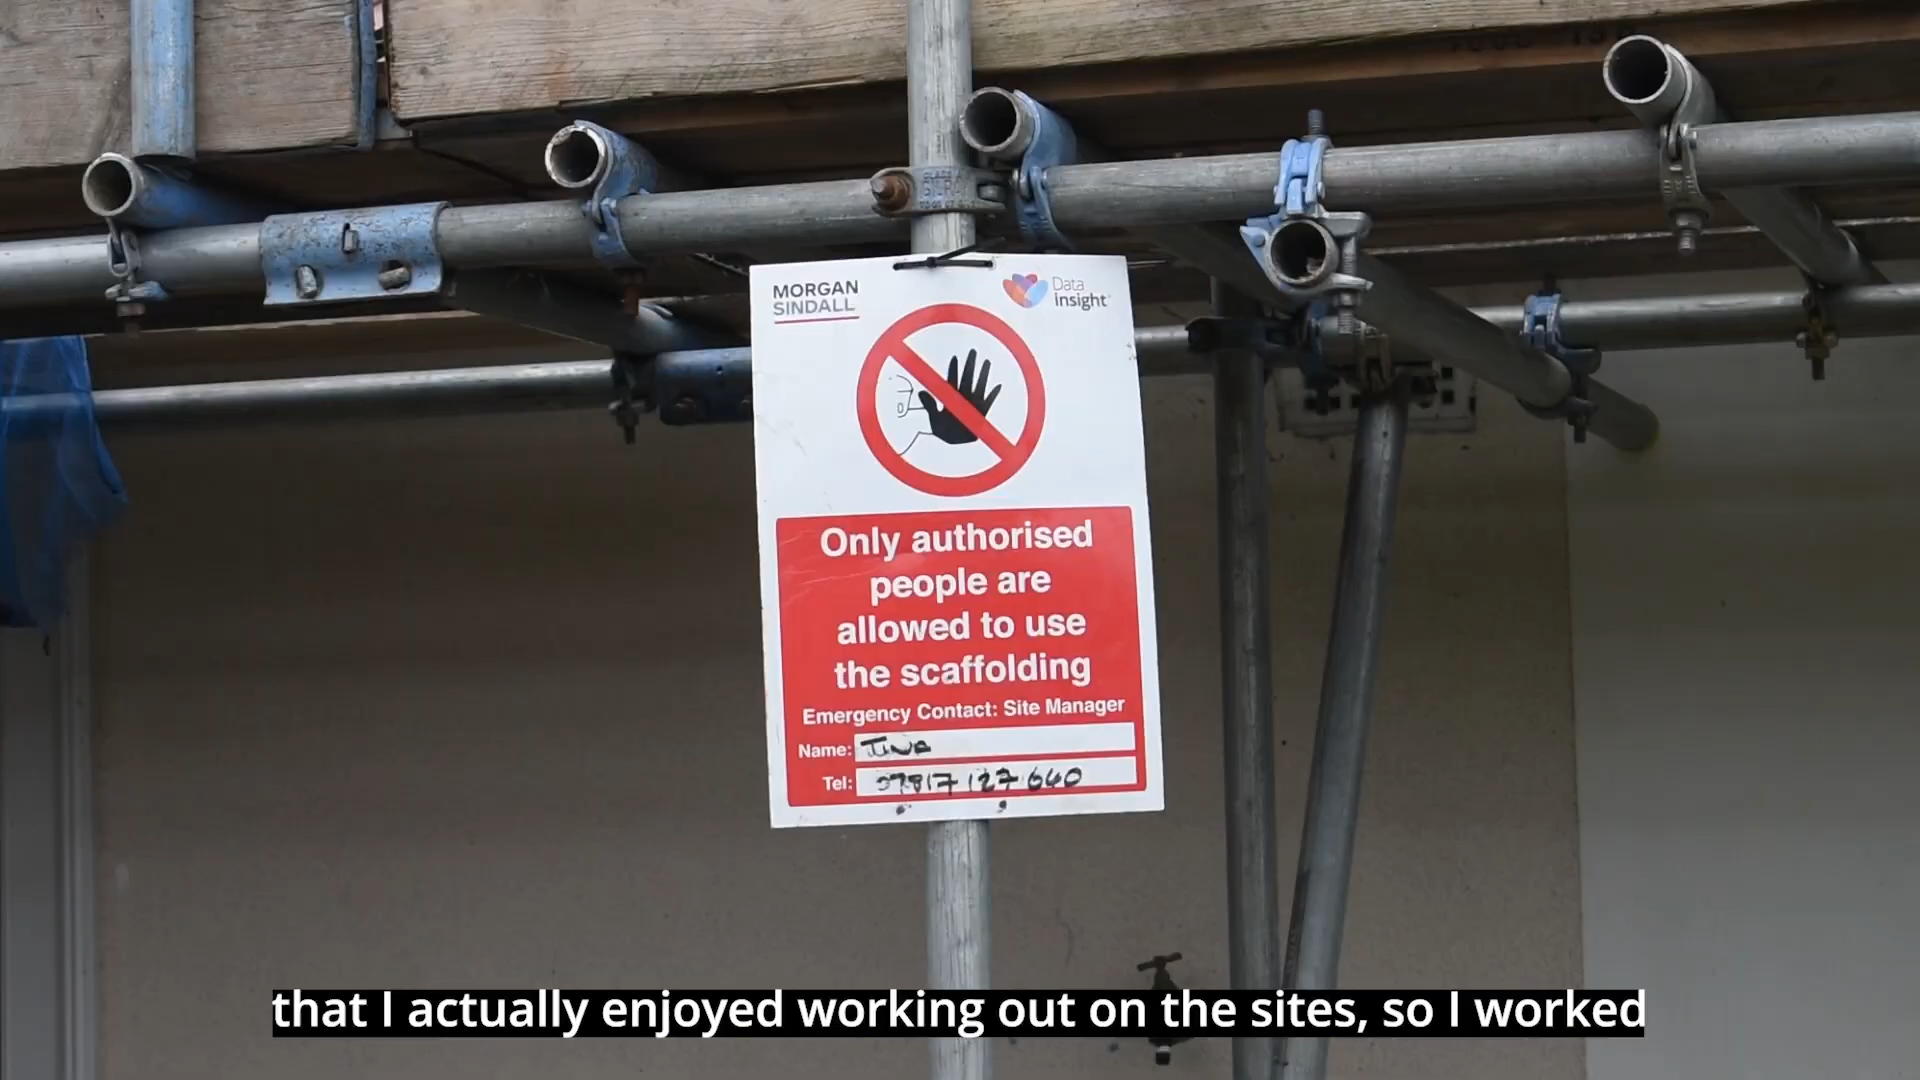 MORGAN
SINDALL
Data
insight
Only authorised
people are
allowed to use
the scaffolding
Emergency Contact: Site Manager
Name: Tina
Tel: 07817 127 640
that I actually enjoyed working out on the sites, so I worked